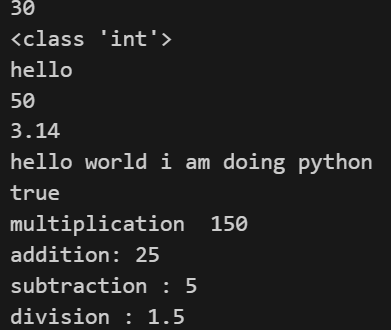 30
<class 'int'>
hello
50
3.14
hello world i am doing python
true
multiplication  150
addition: 25
subtraction : 5
division : 1.5